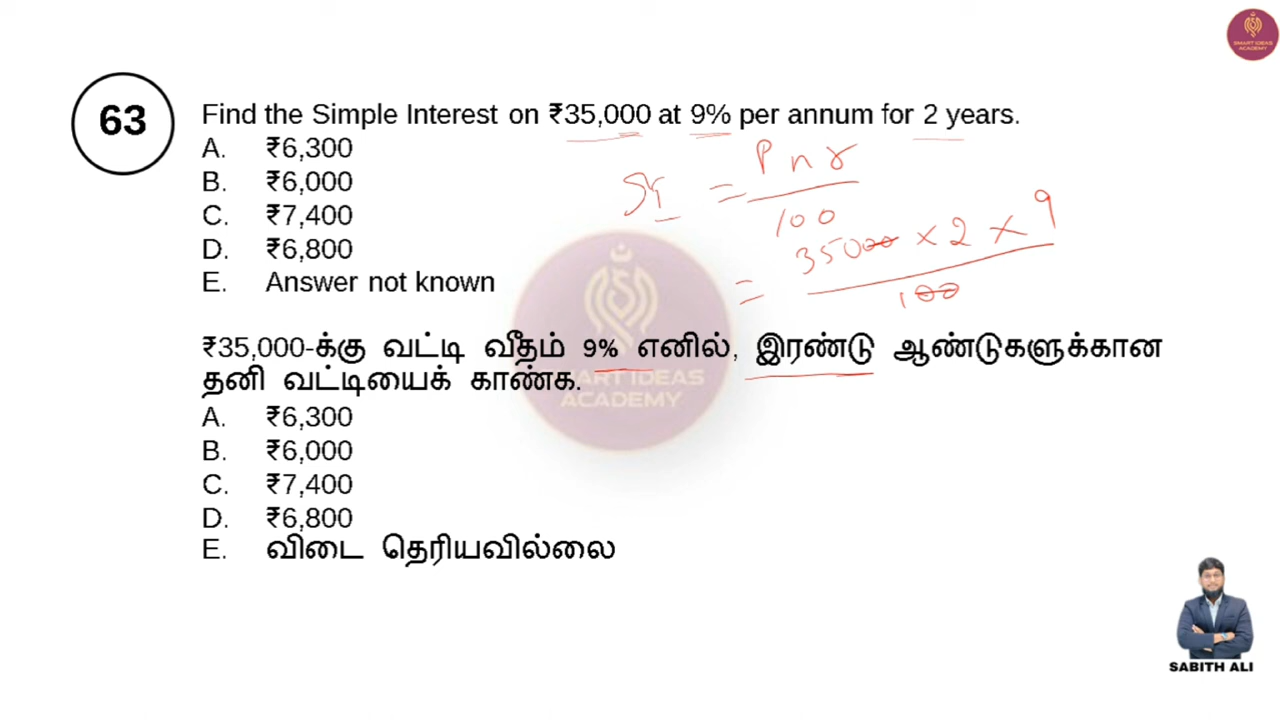 SMART IDEAS
ACADEMY
63
Find the Simple Interest on ₹35,000 at 9% per annum for 2 years.
A. ₹6,300
B. ₹6,000
C. ₹7,400
D. ₹6,800
E. Answer not known
SI = P n r
100
= 35000 × 2 × 9
100
₹35,000-க்கு வட்டி வீதம் 9% எனில், இரண்டு ஆண்டுகளுக்கான
தனி வட்டியைக் காண்க.
SMART IDEAS
ACADEMY
A. ₹6,300
B. ₹6,000
C. ₹7,400
D. ₹6,800
E. விடை தெரியவில்லை
SABITH ALI